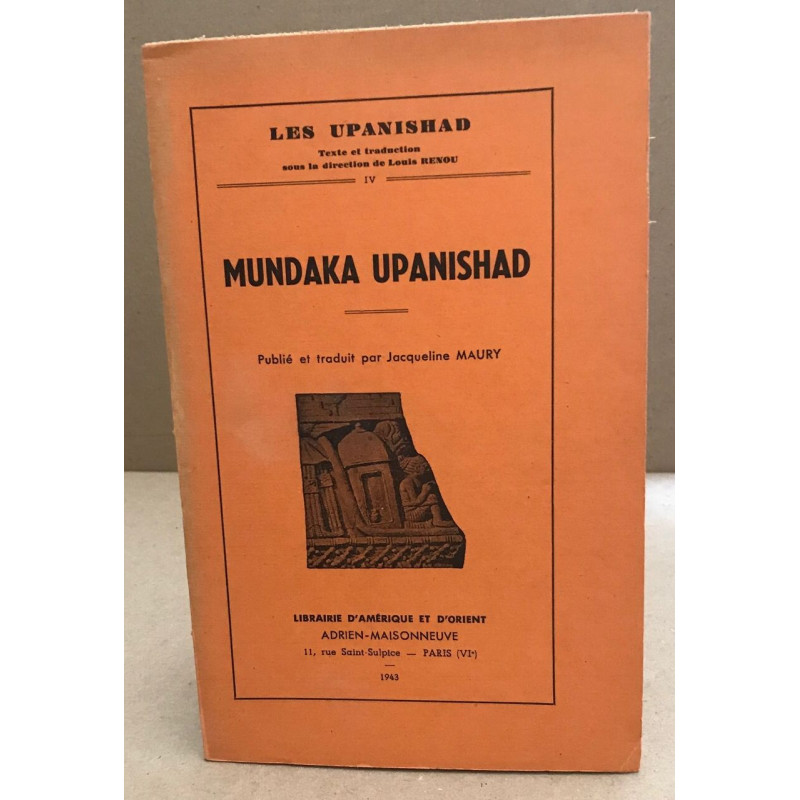 LES UPANISHAD
Texte et traduction
sous la direction de Louis RENOU
IV
MUNDAKA UPANISHAD
Publié et traduit par Jacqueline MAURY
LIBRAIRIE D'AMÉRIQUE ET D'ORIENT
ADRIEN-MAISONNEUVE
11, rue Saint-Sulpice — PARIS (VIe)
1943